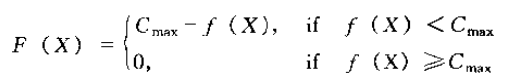 F (X) = { C_max − f (X), if f (X) < C_max
0, if f (X) ≥ C_max